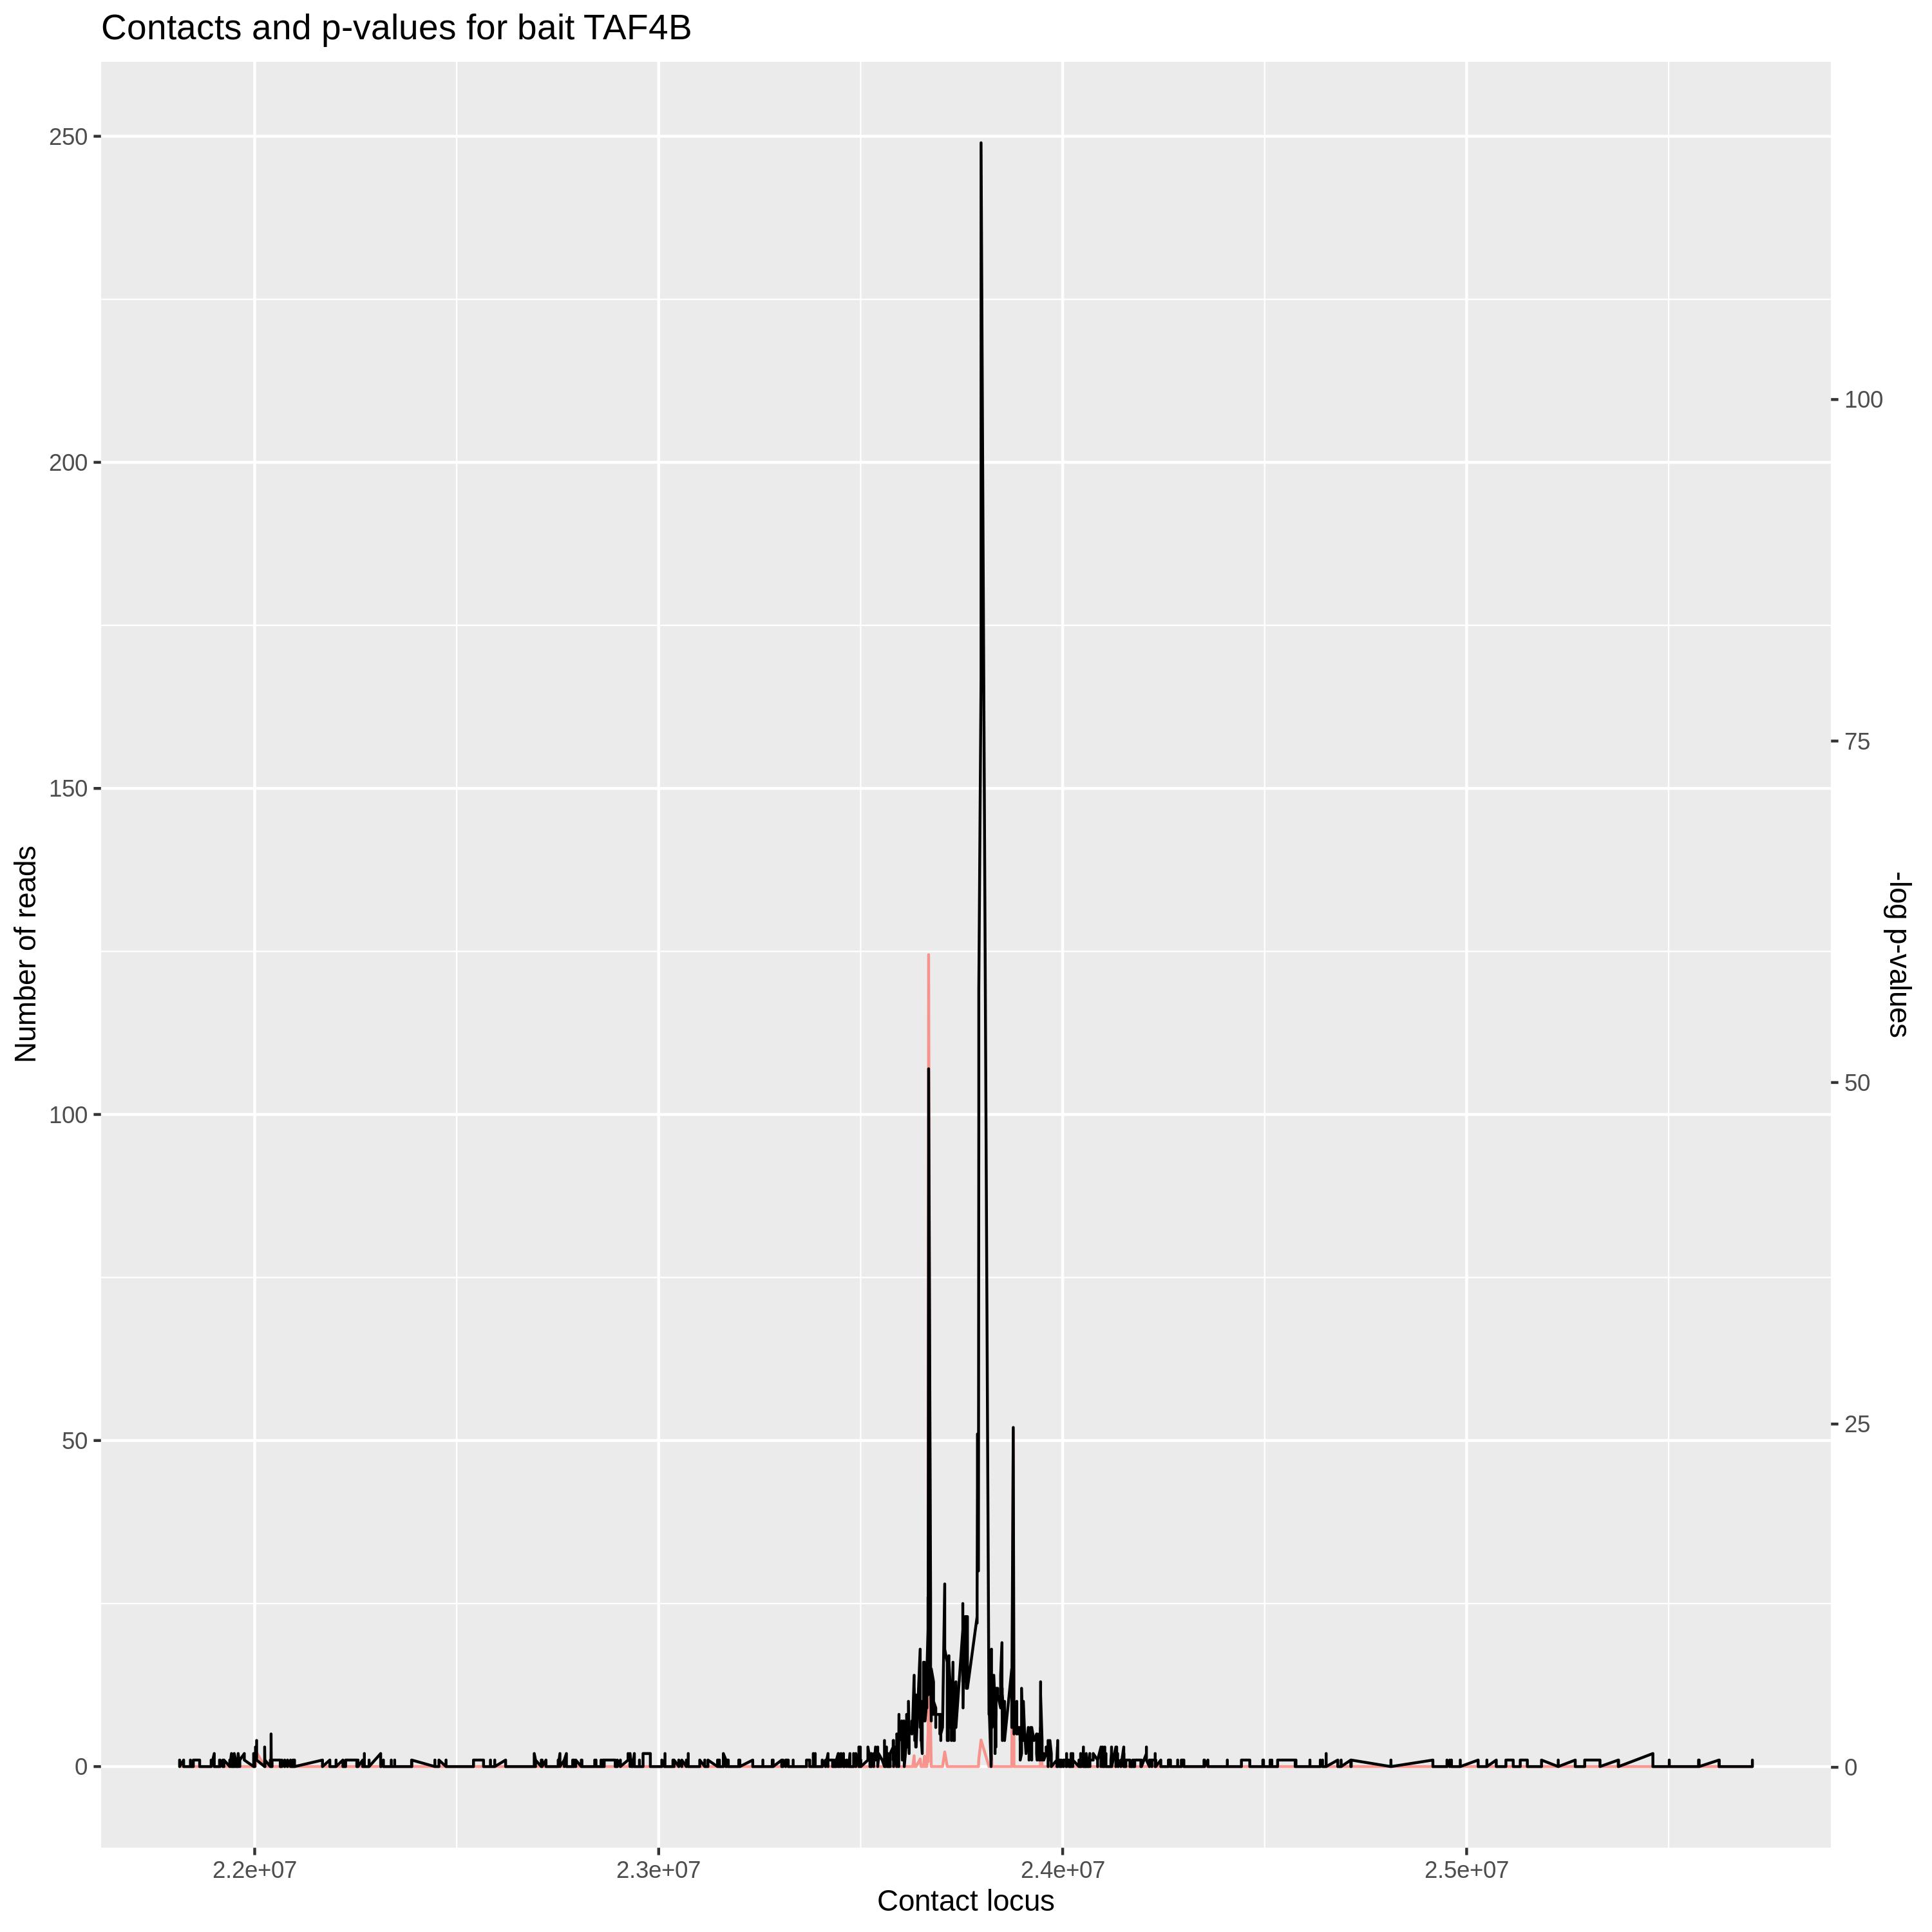 Contacts and p-values for bait TAF4B
250
200
150
100
50
0
Number of reads
100
75
50
25
0
-log p-values
2.2e+07
2.3e+07
2.4e+07
2.5e+07
Contact locus